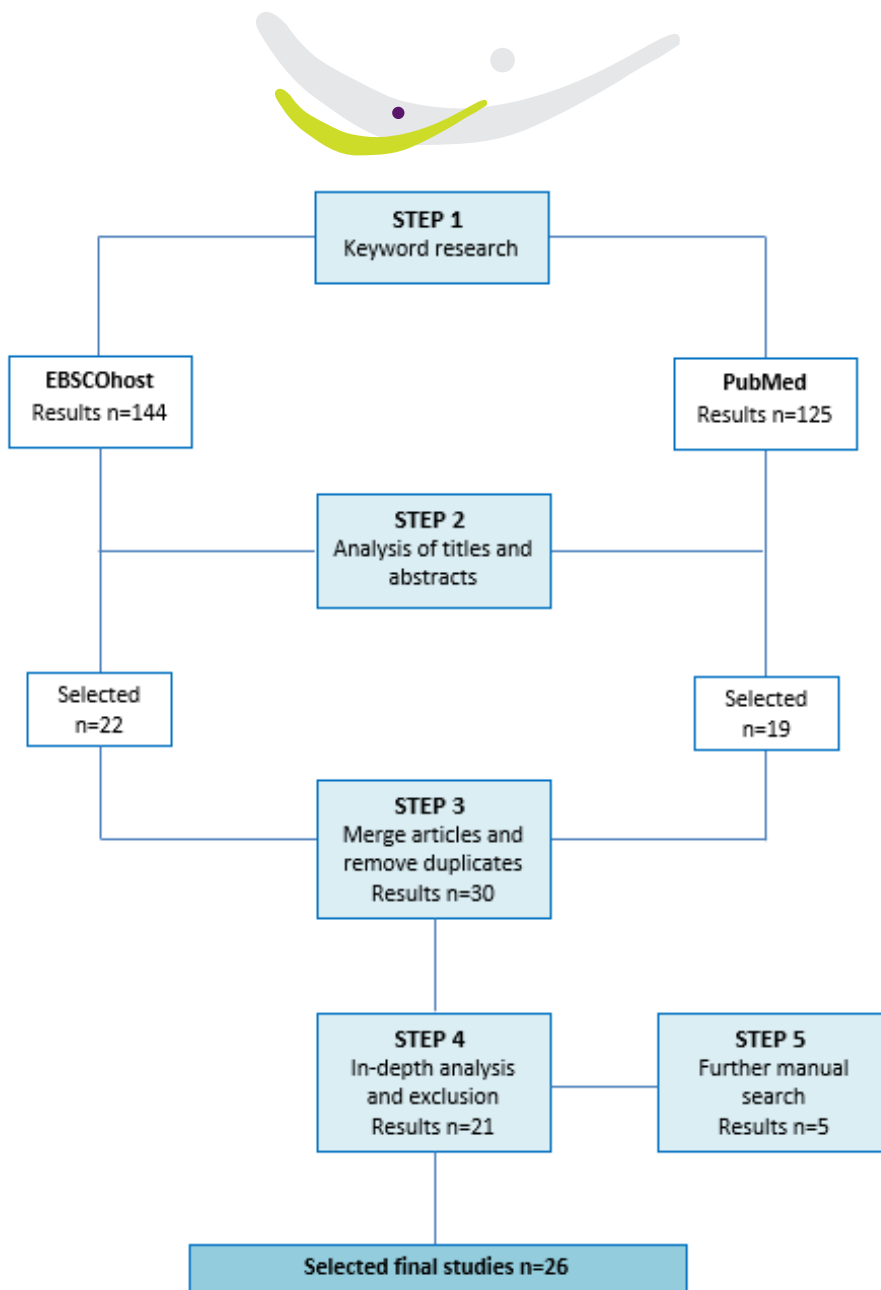 STEP 1
Keyword research
EBSCOhost
Results n=144
PubMed
Results n=125
STEP 2
Analysis of titles and
abstracts
Selected
n=22
Selected
n=19
STEP 3
Merge articles and
remove duplicates
Results n=30
STEP 4
In-depth analysis
and exclusion
Results n=21
STEP 5
Further manual
search
Results n=5
Selected final studies n=26